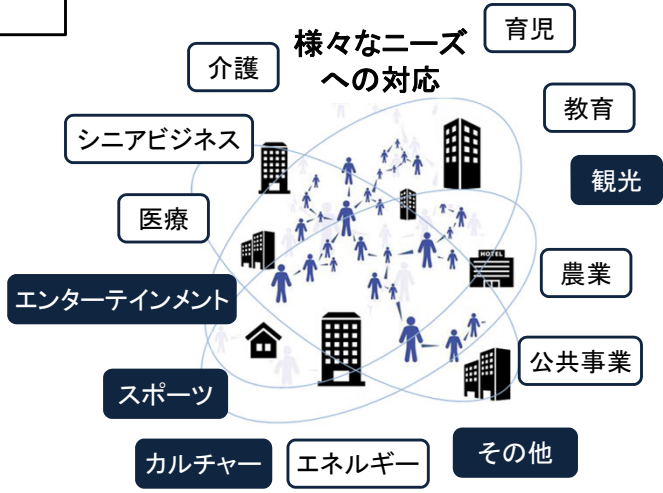 様々なニーズ
への対応
育児
介護
教育
シニアビジネス
観光
医療
HOTEL
農業
エンターテインメント
公共事業
スポーツ
その他
カルチャー
エネルギー